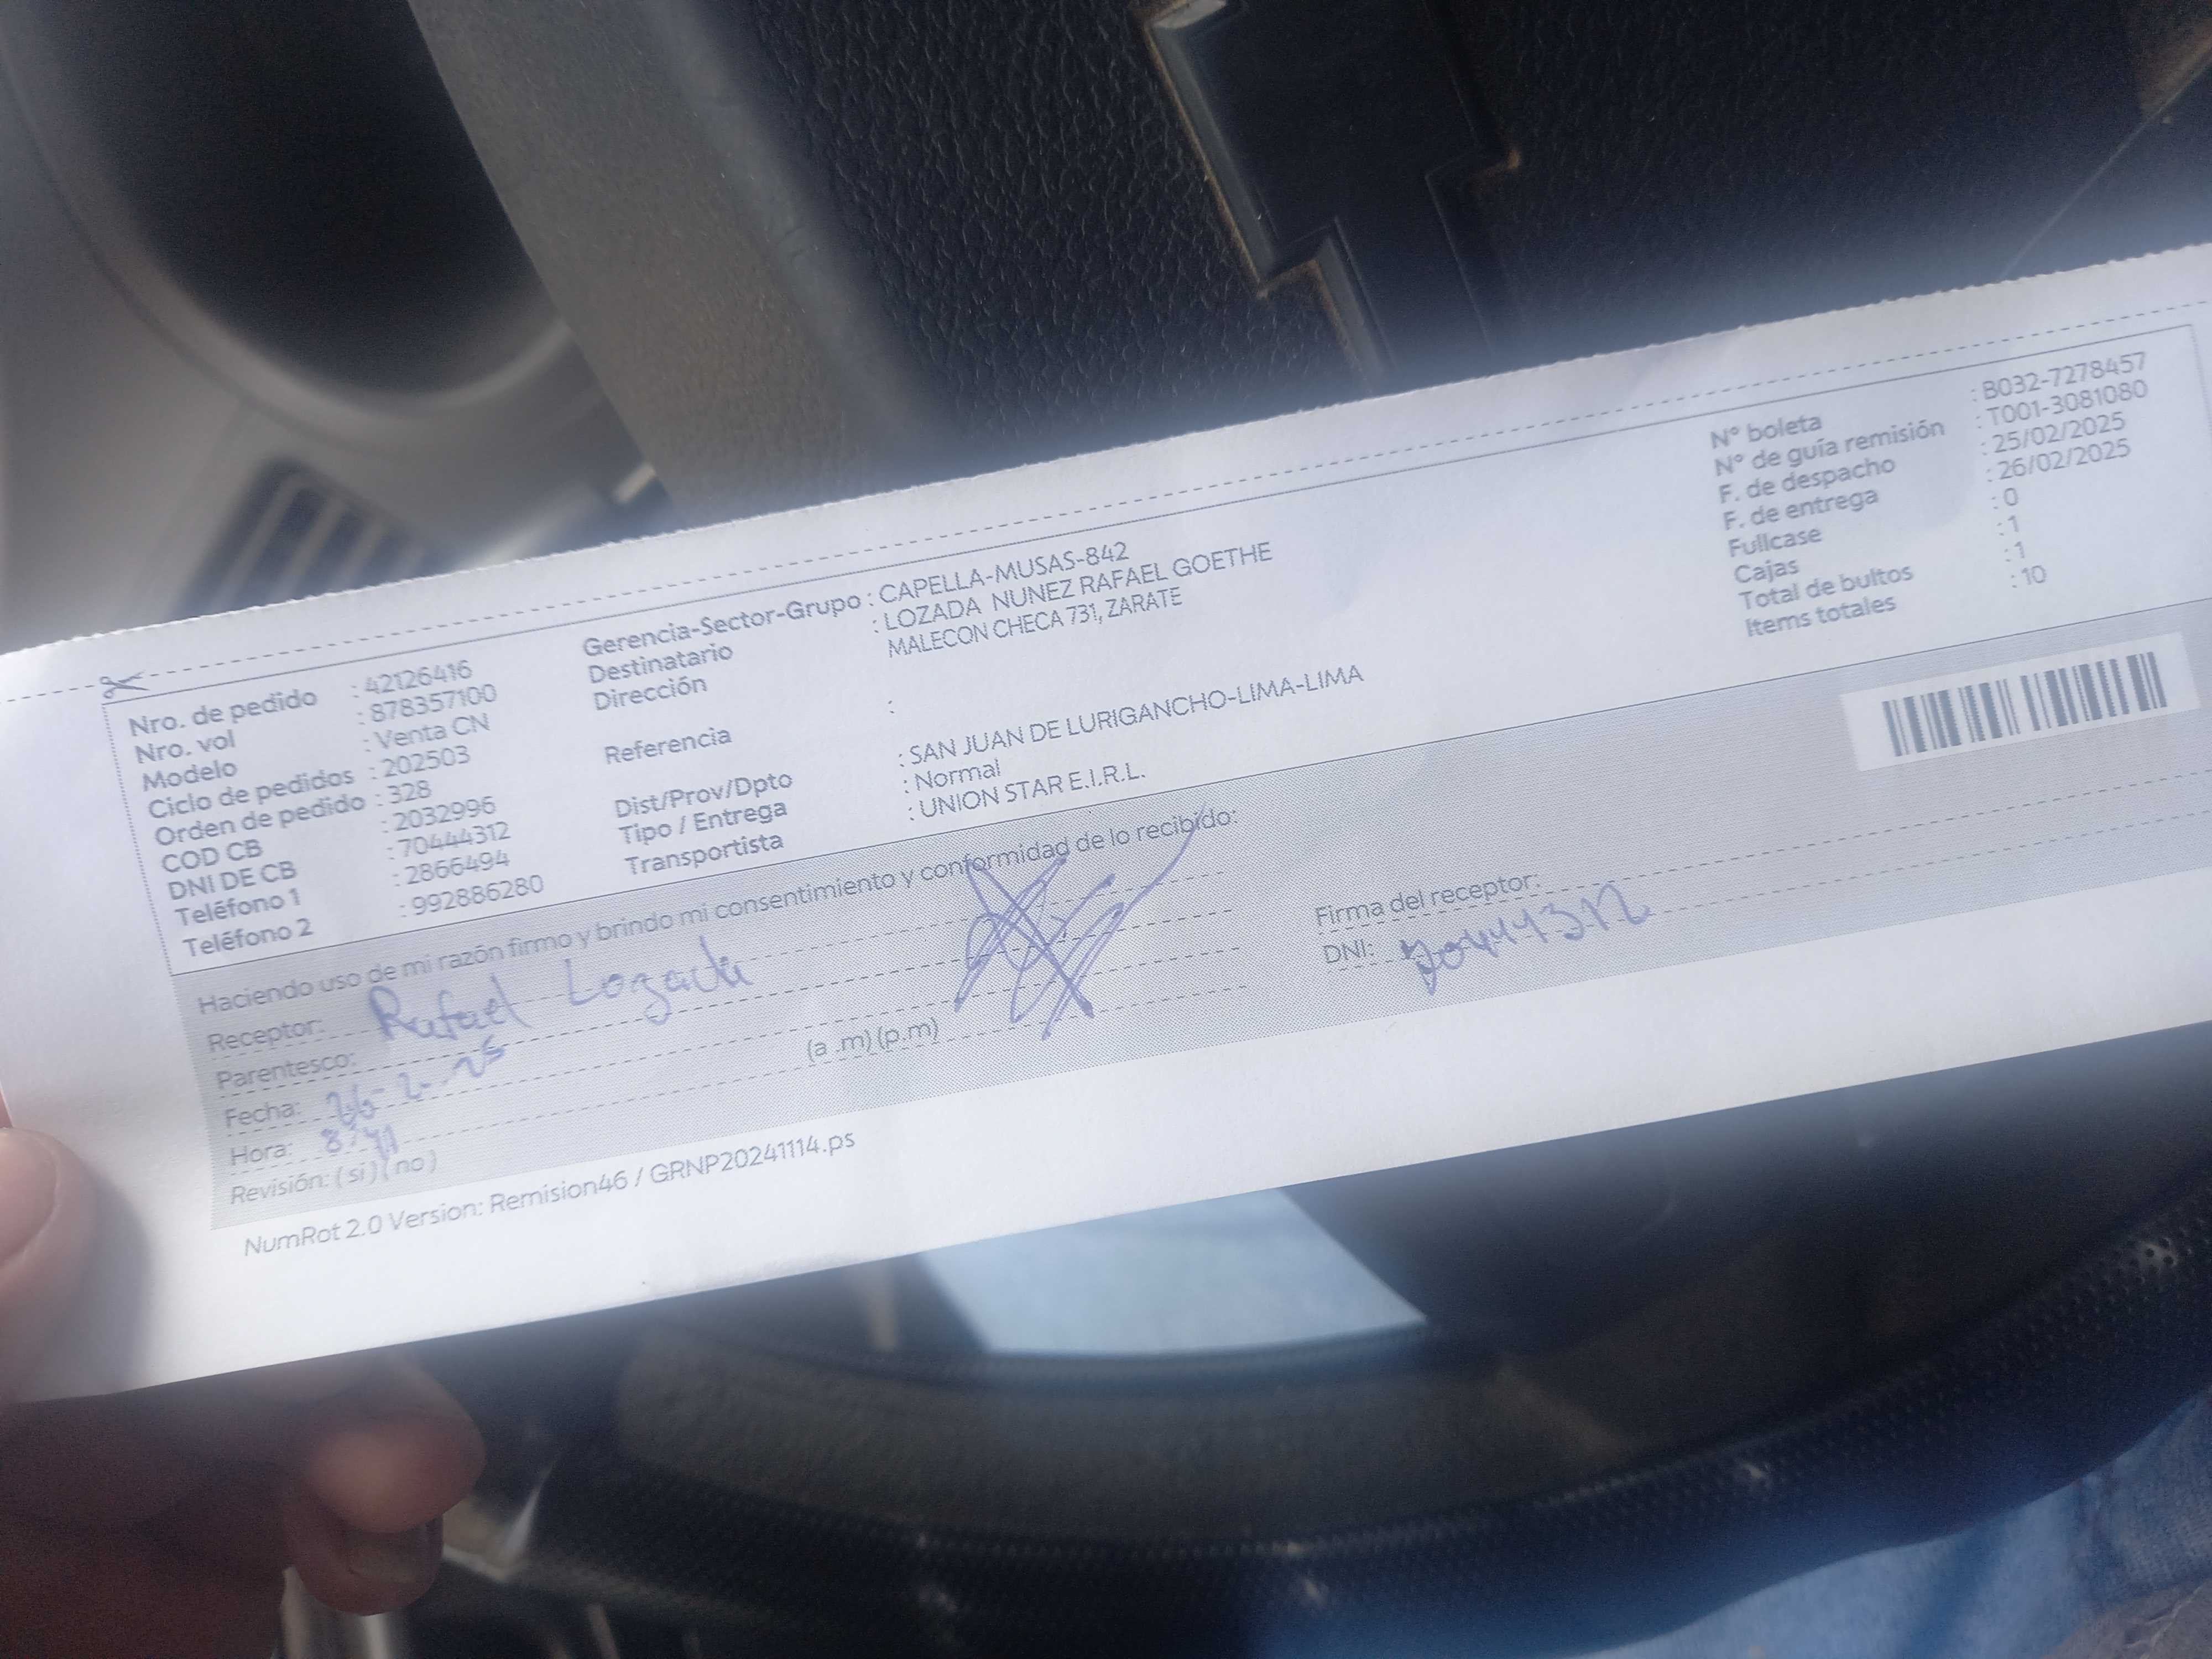 Nro. de pedido : 42126416
Nro. vol : 878357100
Modelo : Venta CN
Ciclo de pedidos : 202503
Orden de pedido : 328
COD CB : 2032996
DNI DE CB : 70444312
Teléfono 1 : 2866494
Teléfono 2 : 992886280
Gerencia-Sector-Grupo : CAPELLA-MUSAS-842
Destinatario : LOZADA NUNEZ RAFAEL GOETHE
Dirección MALECON CHECA 731, ZARATE
Referencia :
Dist/Prov/Dpto : SAN JUAN DE LURIGANCHO-LIMA-LIMA
Tipo / Entrega : Normal
Transportista : UNION STAR E.I.R.L.
N° boleta : B032-7278457
N° de guía remisión : T001-3081080
F. de despacho : 25/02/2025
F. de entrega : 26/02/2025
Fullcase : 0
Cajas : 1
Total de bultos : 1
Items totales : 10
Haciendo uso de mi razón firmo y brindo mi consentimiento y conformidad de lo recibido:
Receptor: Rafael Lozada
Parentesco:
Fecha: 26-2-25
Hora: 8:41 (a .m) (p.m)
Revisión: ( si ) ( no )
Firma del receptor:
DNI: 70444312
NumRot 2.0 Version: Remision46 / GRNP20241114.ps